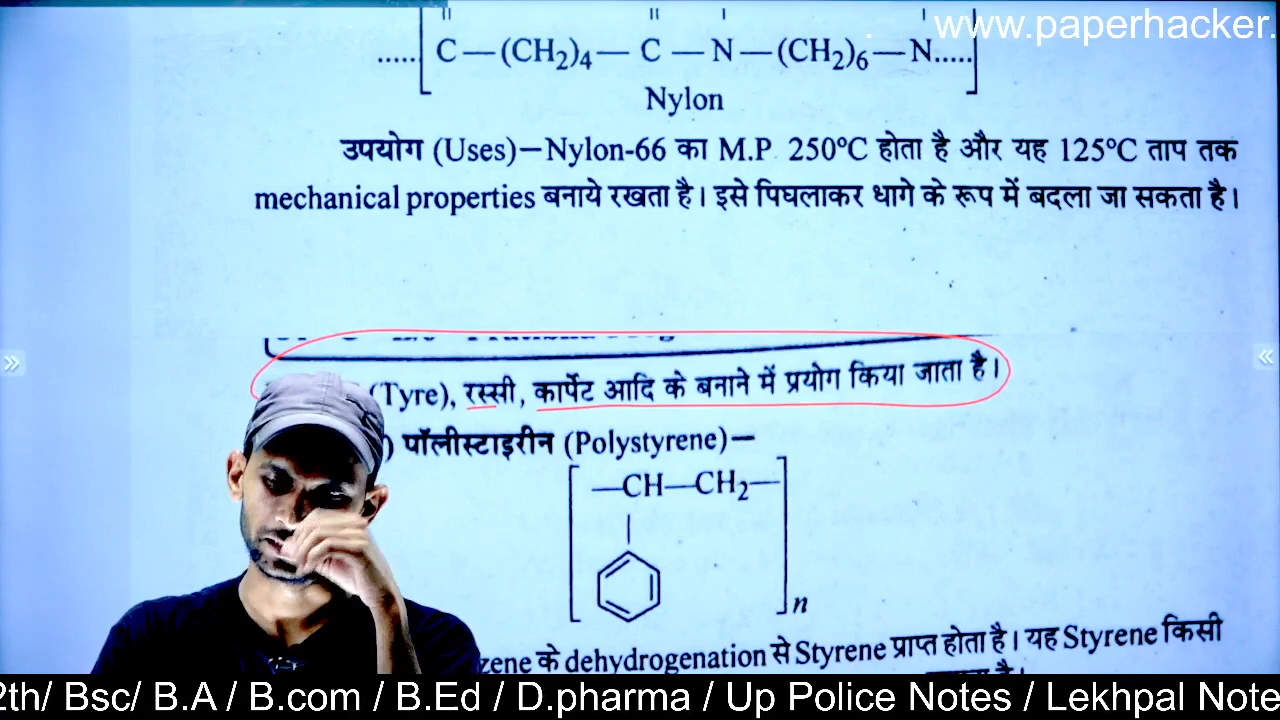 www.paperhacker.
.....[ C—(CH₂)₄—C—N—(CH₂)₆—N.....]
Nylon
उपयोग (Uses)—Nylon-66 का M.P. 250°C होता है और यह 125°C ताप तक
mechanical properties बनाये रखता है। इसे पिघलाकर धागे के रूप में बदला जा सकता है।
(Tyre), रस्सी, कार्पेट आदि के बनाने में प्रयोग किया जाता है।
) पॉलीस्टाइरीन (Polystyrene)—
[—CH—CH₂—]
n
zene के dehydrogenation से Styrene प्राप्त होता है। यह Styrene किसी
2th/ Bsc/ B.A / B.com / B.Ed / D.pharma / Up Police Notes / Lekhpal Note